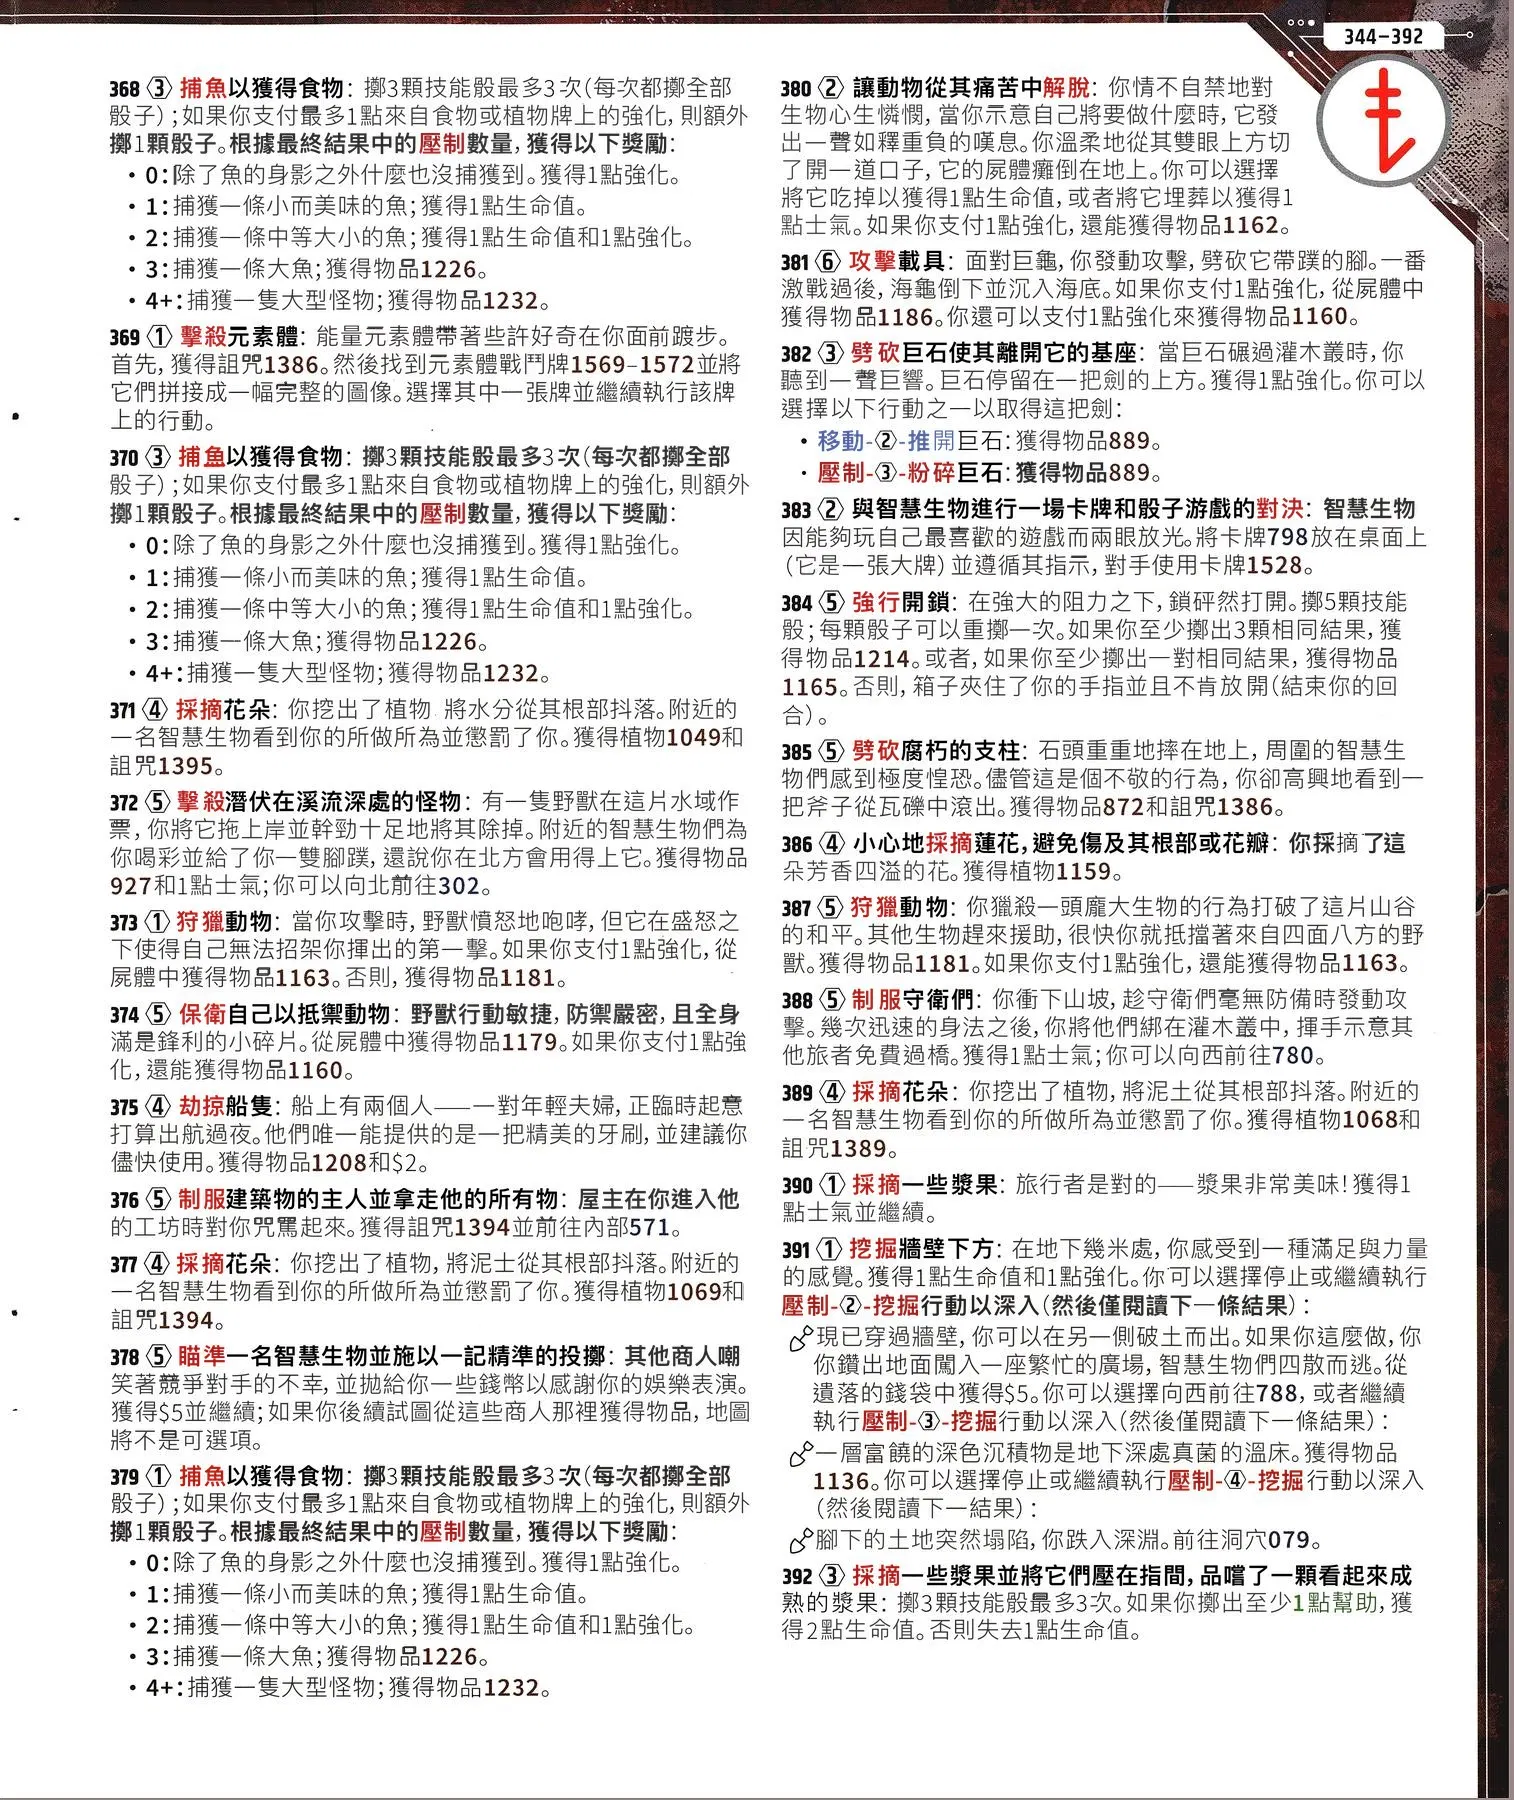 344–392
368 ③ 捕魚以獲得食物：擲3顆技能骰最多3次(每次都擲全部
骰子)；如果你支付最多1點來自食物或植物牌上的強化，則額外
擲1顆骰子。根據最終結果中的壓制數量，獲得以下獎勵：
• 0：除了魚的身影之外什麼也沒捕獲到。獲得1點強化。
• 1：捕獲一條小而美味的魚；獲得1點生命值。
• 2：捕獲一條中等大小的魚；獲得1點生命值和1點強化。
• 3：捕獲一條大魚；獲得物品1226。
• 4+：捕獲一隻大型怪物；獲得物品1232。
369 ① 擊殺元素體：能量元素體帶著些許好奇在你面前踱步。
首先，獲得詛咒1386。然後找到元素體戰鬥牌1569–1572並將
它們拼接成一幅完整的圖像。選擇其中一張牌並繼續執行該牌
上的行動。
370 ③ 捕魚以獲得食物：擲3顆技能骰最多3次(每次都擲全部
骰子)；如果你支付最多1點來自食物或植物牌上的強化，則額外
擲1顆骰子。根據最終結果中的壓制數量，獲得以下獎勵：
• 0：除了魚的身影之外什麼也沒捕獲到。獲得1點強化。
• 1：捕獲一條小而美味的魚；獲得1點生命值。
• 2：捕獲一條中等大小的魚；獲得1點生命值和1點強化。
• 3：捕獲一條大魚；獲得物品1226。
• 4+：捕獲一隻大型怪物；獲得物品1232。
371 ④ 採摘花朵：你挖出了植物 將水分從其根部抖落。附近的
一名智慧生物看到你的所做所為並懲罰了你。獲得植物1049和
詛咒1395。
372 ⑤ 擊殺潛伏在溪流深處的怪物：有一隻野獸在這片水域作
票，你將它拖上岸並幹勁十足地將其除掉。附近的智慧生物們為
你喝彩並給了你一雙腳蹼，還說你在北方會用得上它。獲得物品
927和1點士氣；你可以向北前往302。
373 ① 狩獵動物：當你攻擊時，野獸憤怒地咆哮，但它在盛怒之
下使得自己無法招架你揮出的第一擊。如果你支付1點強化，從
屍體中獲得物品1163。否則，獲得物品1181。
374 ⑤ 保衛自己以抵禦動物：野獸行動敏捷，防禦嚴密，且全身
滿是鋒利的小碎片。從屍體中獲得物品1179。如果你支付1點強
化，還能獲得物品1160。
375 ④ 劫掠船隻：船上有兩個人——一對年輕夫婦，正臨時起意
打算出航過夜。他們唯一能提供的是一把精美的牙刷，並建議你
儘快使用。獲得物品1208和$2。
376 ⑤ 制服建築物的主人並拿走他的所有物：屋主在你進入他
的工坊時對你咒罵起來。獲得詛咒1394並前往內部571。
377 ④ 採摘花朵：你挖出了植物，將泥士從其根部抖落。附近的
一名智慧生物看到你的所做所為並懲罰了你。獲得植物1069和
詛咒1394。
378 ⑤ 瞄準一名智慧生物並施以一記精準的投擲：其他商人嘲
笑著競爭對手的不幸，並拋給你一些錢幣以感謝你的娛樂表演。
獲得$5並繼續；如果你後續試圖從這些商人那裡獲得物品，地圖
將不是可選項。
379 ① 捕魚以獲得食物：擲3顆技能骰最多3次(每次都擲全部
骰子)；如果你支付最多1點來自食物或植物牌上的強化，則額外
擲1顆骰子。根據最終結果中的壓制數量，獲得以下獎勵：
• 0：除了魚的身影之外什麼也沒捕獲到。獲得1點強化。
• 1：捕獲一條小而美味的魚；獲得1點生命值。
• 2：捕獲一條中等大小的魚；獲得1點生命值和1點強化。
• 3：捕獲一條大魚；獲得物品1226。
• 4+：捕獲一隻大型怪物；獲得物品1232。
380 ② 讓動物從其痛苦中解脫：你情不自禁地對
生物心生憐憫，當你示意自己將要做什麼時，它發
出一聲如釋重負的嘆息。你溫柔地從其雙眼上方切
了開一道口子，它的屍體癱倒在地上。你可以選擇
將它吃掉以獲得1點生命值，或者將它埋葬以獲得1
點士氣。如果你支付1點強化，還能獲得物品1162。
381 ⑥ 攻擊載具：面對巨龜，你發動攻擊，劈砍它帶蹼的腳。一番
激戰過後，海龜倒下並沉入海底。如果你支付1點強化，從屍體中
獲得物品1186。你還可以支付1點強化來獲得物品1160。
382 ③ 劈砍巨石使其離開它的基座：當巨石碾過灌木叢時，你
聽到一聲巨響。巨石停留在一把劍的上方。獲得1點強化。你可以
選擇以下行動之一以取得這把劍：
• 移動-②-推開巨石：獲得物品889。
• 壓制-③-粉碎巨石：獲得物品889。
383 ② 與智慧生物進行一場卡牌和骰子游戲的對決：智慧生物
因能夠玩自己最喜歡的遊戲而兩眼放光。將卡牌798放在桌面上
(它是一張大牌)並遵循其指示，對手使用卡牌1528。
384 ⑤ 強行開鎖：在強大的阻力之下，鎖砰然打開。擲5顆技能
骰；每顆骰子可以重擲一次。如果你至少擲出3顆相同結果，獲
得物品1214。或者，如果你至少擲出一對相同結果，獲得物品
1165。否則，箱子夾住了你的手指並且不肯放開(結束你的回
合)。
385 ⑤ 劈砍腐朽的支柱：石頭重重地摔在地上，周圍的智慧生
物們感到極度惶恐。儘管這是個不敬的行為，你卻高興地看到一
把斧子從瓦礫中滾出。獲得物品872和詛咒1386。
386 ④ 小心地採摘蓮花，避免傷及其根部或花瓣：你採摘了這
朵芳香四溢的花。獲得植物1159。
387 ⑤ 狩獵動物：你獵殺一頭龐大生物的行為打破了這片山谷
的和平。其他生物趕來援助，很快你就抵擋著來自四面八方的野
獸。獲得物品1181。如果你支付1點強化，還能獲得物品1163。
388 ⑤ 制服守衛們：你衝下山坡，趁守衛們毫無防備時發動攻
擊。幾次迅速的身法之後，你將他們綁在灌木叢中，揮手示意其
他旅者免費過橋。獲得1點士氣；你可以向西前往780。
389 ④ 採摘花朵：你挖出了植物，將泥土從其根部抖落。附近的
一名智慧生物看到你的所做所為並懲罰了你。獲得植物1068和
詛咒1389。
390 ① 採摘一些漿果：旅行者是對的——漿果非常美味！獲得1
點士氣並繼續。
391 ① 挖掘牆壁下方：在地下幾米處，你感受到一種滿足與力量
的感覺。獲得1點生命值和1點強化。你可以選擇停止或繼續執行
壓制-②-挖掘行動以深入(然後僅閱讀下一條結果)：
現已穿過牆壁，你可以在另一側破土而出。如果你這麼做，你
你鑽出地面闖入一座繁忙的廣場，智慧生物們四散而逃。從
遺落的錢袋中獲得$5。你可以選擇向西前往788，或者繼續
執行壓制-③-挖掘行動以深入(然後僅閱讀下一條結果)：
一層富饒的深色沉積物是地下深處真菌的溫床。獲得物品
1136。你可以選擇停止或繼續執行壓制-④-挖掘行動以深入
(然後閱讀下一結果)：
腳下的土地突然塌陷，你跌入深淵。前往洞穴079。
392 ③ 採摘一些漿果並將它們壓在指間，品嚐了一顆看起來成
熟的漿果：擲3顆技能骰最多3次。如果你擲出至少1點幫助，獲
得2點生命值。否則失去1點生命值。